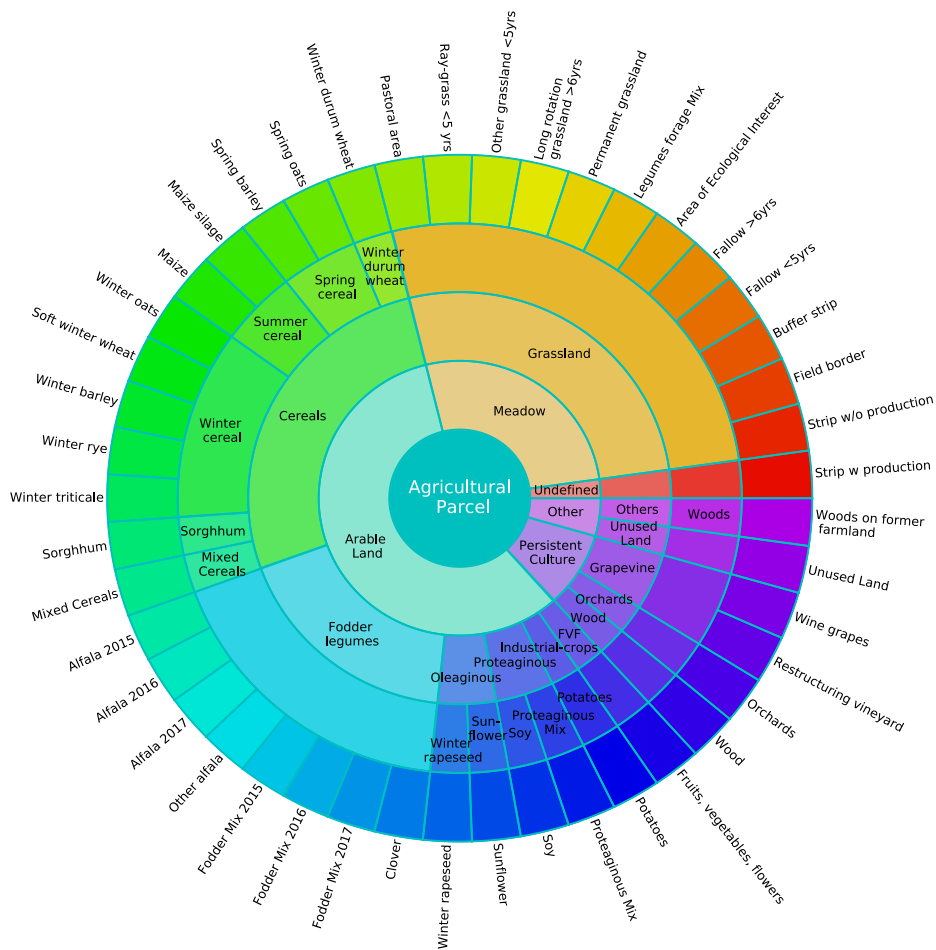 Agricultural
Parcel
Meadow
Grassland
Undefined
Other
Others
Woods
Unused
Land
Persistent
Culture
Grapevine
Orchards
Wood
FVF
Industrial-crops
Proteaginous
Oleaginous
Potatoes
Proteaginous
Mix
Soy
Sun-
flower
Winter
rapeseed
Arable
Land
Fodder
legumes
Cereals
Mixed
Cereals
Sorghhum
Winter
cereal
Summer
cereal
Spring
cereal
Winter
durum
wheat
Pastoral area
Ray-grass <5 yrs
Other grassland <5yrs
Long rotation
grassland >6yrs
Permanent grassland
Legumes forage Mix
Area of Ecological Interest
Fallow >6yrs
Fallow <5yrs
Buffer strip
Field border
Strip w/o production
Strip w production
Woods on former
farmland
Unused Land
Wine grapes
Restructuring vineyard
Orchards
Wood
Fruits, vegetables, flowers
Potatoes
Proteaginous Mix
Soy
Sunflower
Winter rapeseed
Clover
Fodder Mix 2017
Fodder Mix 2016
Fodder Mix 2015
Other alfala
Alfala 2017
Alfala 2016
Alfala 2015
Mixed Cereals
Sorghhum
Winter triticale
Winter rye
Winter barley
Soft winter wheat
Winter oats
Maize
Maize silage
Spring barley
Spring oats
Winter durum wheat